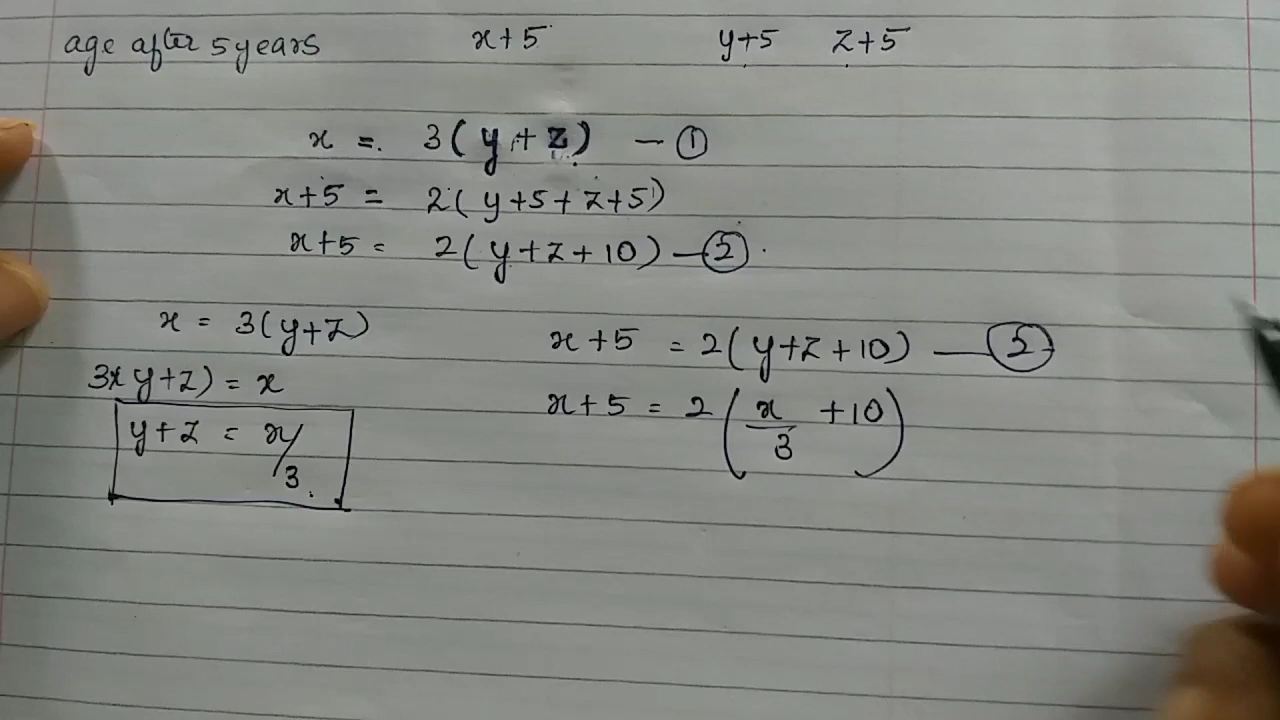 age after 5 years x+5 y+5 z+5
x = 3(y+z) — ①
x+5 = 2(y+5+z+5)
x+5 = 2(y+z+10) — ②
x = 3(y+z)
3x y+z) = x
y+z = x/3
x+5 = 2(y+z+10) — ②
x+5 = 2(x/3 +10)